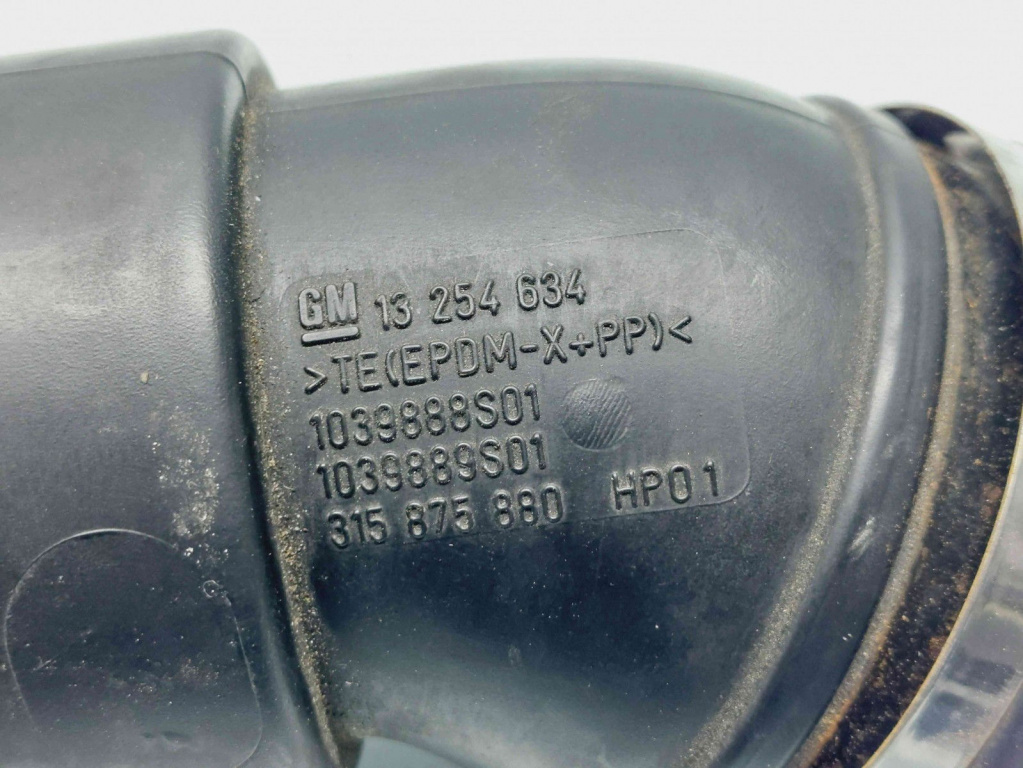 GM 13 254 634
>TE(EPDM-X+PP)<
1039888S01
1039889S01
315 875 880 HP01